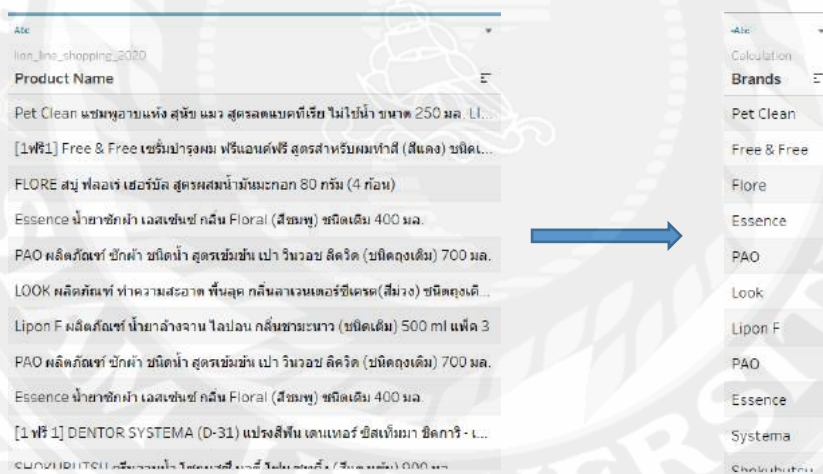 Abc
lion_line_shopping_2020
Product Name
Pet Clean แชมพูอาบแห้ง สุนัข แมว สูตรลดแบคทีเรีย ไม่ใช้น้ำ ขนาด 250 มล. LI...
[1ฟรี1] Free & Free เซรั่มบำรุงผม ฟรีแอนด์ฟรี สูตรสำหรับผมทำสี (สีแดง) ชนิดเ...
FLORE สบู่ ฟลอเร่ เฮอร์บัล สูตรผสมน้ำมันมะกอก 80 กรัม (4 ก้อน)
Essence น้ำยาซักผ้า เอสเซ้นซ์ กลิ่น Floral (สีชมพู) ชนิดเติม 400 มล.
PAO ผลิตภัณฑ์ ซักผ้า ชนิดน้ำ สูตรเข้มข้น เปา วินวอช ลิควิด (ชนิดถุงเติม) 700 มล.
LOOK ผลิตภัณฑ์ ทำความสะอาด พื้นลุค กลิ่นลาเวนเดอร์ซีเครต(สีม่วง) ชนิดถุงเติ...
Lipon F ผลิตภัณฑ์ น้ำยาล้างจาน ไลปอน กลิ่นชามะนาว (ชนิดเติม) 500 ml แพ็ค 3
PAO ผลิตภัณฑ์ ซักผ้า ชนิดน้ำ สูตรเข้มข้น เปา วินวอช ลิควิด (ชนิดถุงเติม) 700 มล.
Essence น้ำยาซักผ้า เอสเซ้นซ์ กลิ่น Floral (สีชมพู) ชนิดเติม 400 มล.
[1 ฟรี 1] DENTOR SYSTEMA (D-31) แปรงสีฟัน เดนเทอร์ ซิสเท็มมา ชิคการิ - เ...
SHOKUBUTSU ครีมอาบน้ำ โชกุบุสซึ 900 มล.
=Abc
Calculation
Brands
Pet Clean
Free & Free
Flore
Essence
PAO
Look
Lipon F
PAO
Essence
Systema
Shokubutsu